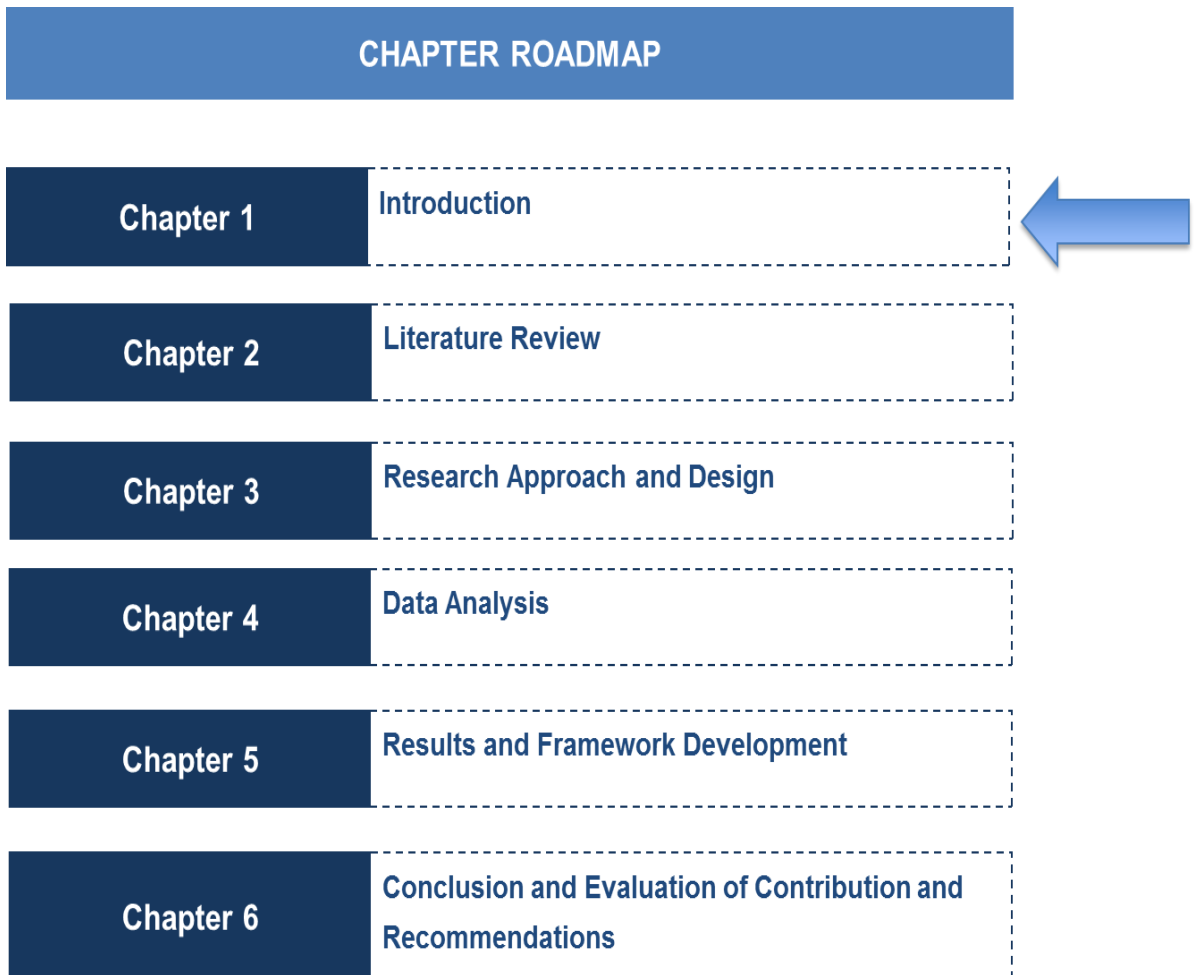 CHAPTER ROADMAP
Chapter 1
Introduction
Chapter 2
Literature Review
Chapter 3
Research Approach and Design
Chapter 4
Data Analysis
Chapter 5
Results and Framework Development
Chapter 6
Conclusion and Evaluation of Contribution and
Recommendations